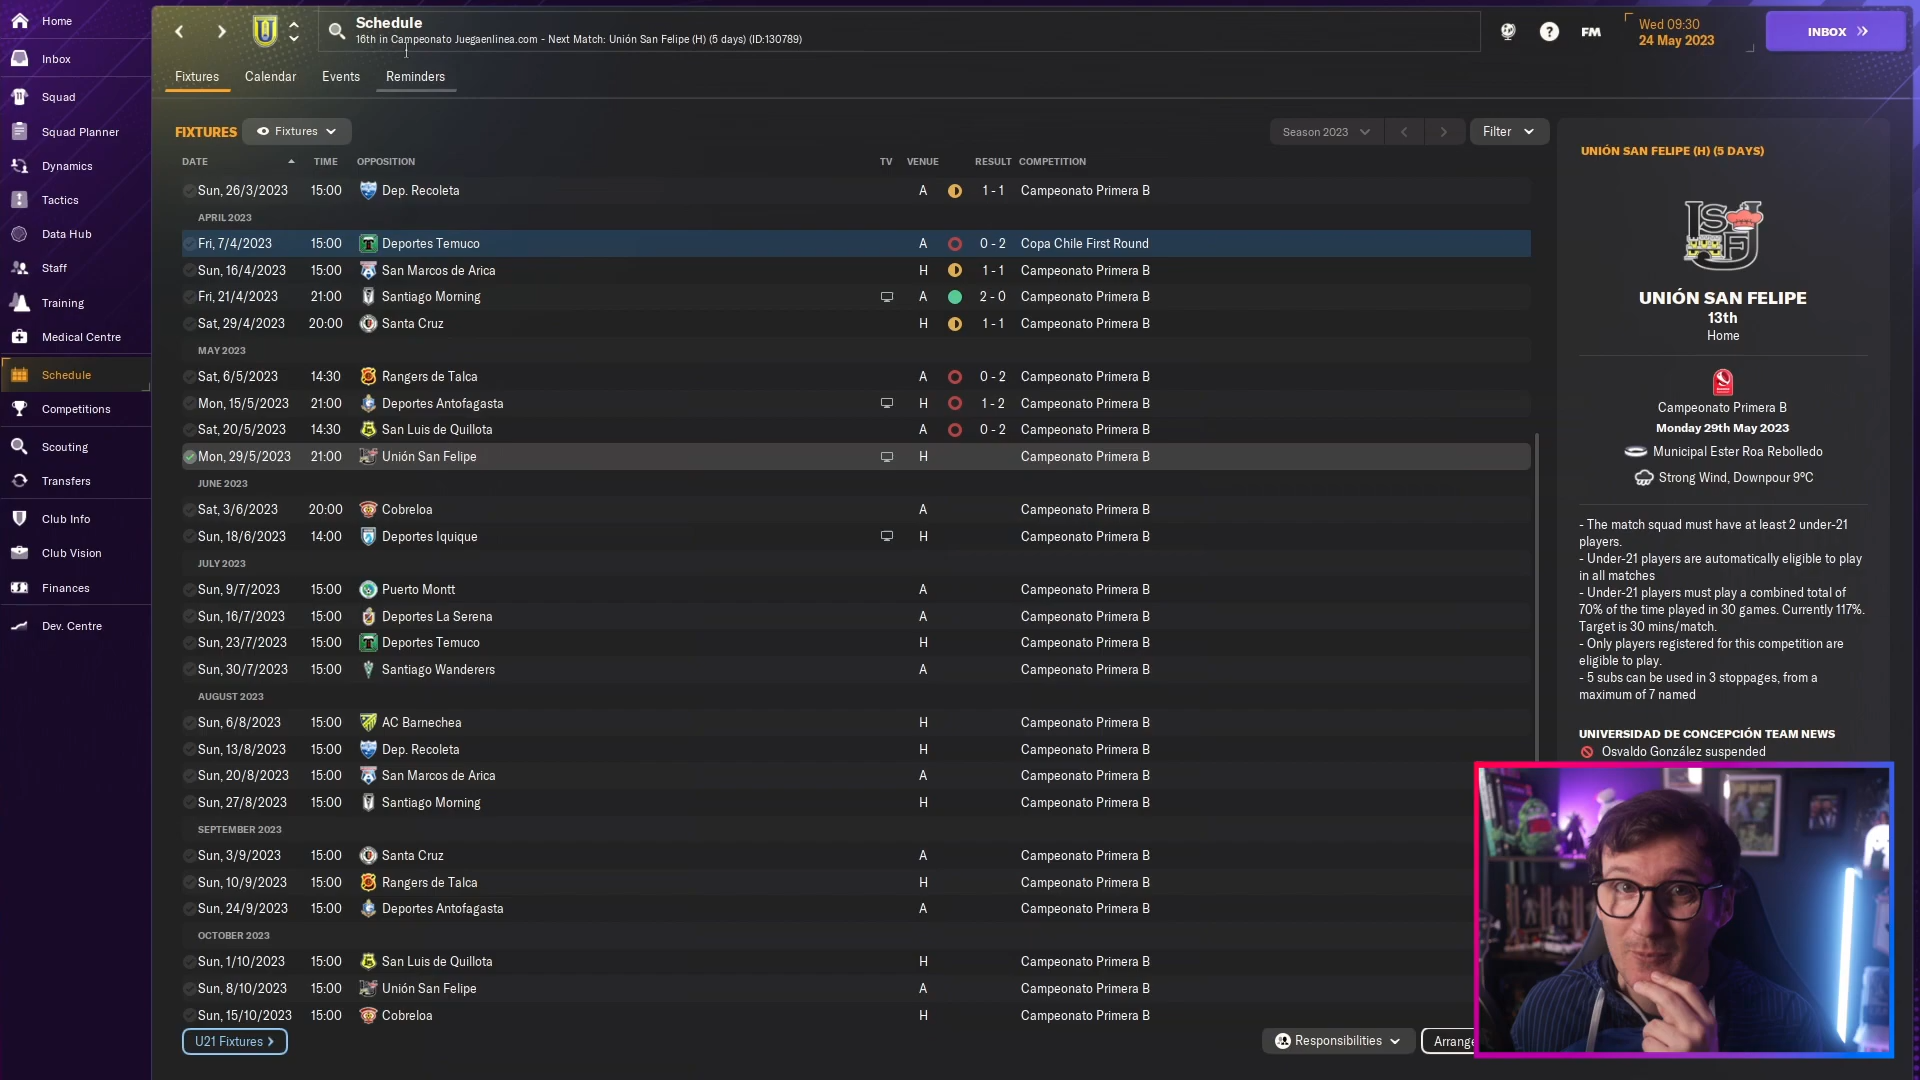 Home
Inbox
Squad
Squad Planner
Dynamics
Tactics
Data Hub
Staff
Training
Medical Centre
Schedule
Competitions
Scouting
Transfers
Club Info
Club Vision
Finances
Dev. Centre
Schedule
16th in Campeonato Juegaenlinea.com - Next Match: Unión San Felipe (H) (5 days) (ID:130789)
FM
Wed 09:30
24 May 2023
INBOX
Fixtures Calendar Events Reminders
FIXTURES Fixtures Season 2023 Filter
DATE TIME OPPOSITION TV VENUE RESULT COMPETITION
Sun, 26/3/2023 15:00 Dep. Recoleta A 1 - 1 Campeonato Primera B
APRIL 2023
Fri, 7/4/2023 15:00 Deportes Temuco A 0 - 2 Copa Chile First Round
Sun, 16/4/2023 15:00 San Marcos de Arica H 1 - 1 Campeonato Primera B
Fri, 21/4/2023 21:00 Santiago Morning A 2 - 0 Campeonato Primera B
Sat, 29/4/2023 20:00 Santa Cruz H 1 - 1 Campeonato Primera B
MAY 2023
Sat, 6/5/2023 14:30 Rangers de Talca A 0 - 2 Campeonato Primera B
Mon, 15/5/2023 21:00 Deportes Antofagasta H 1 - 2 Campeonato Primera B
Sat, 20/5/2023 14:30 San Luis de Quillota A 0 - 2 Campeonato Primera B
Mon, 29/5/2023 21:00 Unión San Felipe H Campeonato Primera B
JUNE 2023
Sat, 3/6/2023 20:00 Cobreloa A Campeonato Primera B
Sun, 18/6/2023 14:00 Deportes Iquique H Campeonato Primera B
JULY 2023
Sun, 9/7/2023 15:00 Puerto Montt A Campeonato Primera B
Sun, 16/7/2023 15:00 Deportes La Serena A Campeonato Primera B
Sun, 23/7/2023 15:00 Deportes Temuco H Campeonato Primera B
Sun, 30/7/2023 15:00 Santiago Wanderers A Campeonato Primera B
AUGUST 2023
Sun, 6/8/2023 15:00 AC Barnechea H Campeonato Primera B
Sun, 13/8/2023 15:00 Dep. Recoleta H Campeonato Primera B
Sun, 20/8/2023 15:00 San Marcos de Arica A Campeonato Primera B
Sun, 27/8/2023 15:00 Santiago Morning H Campeonato Primera B
SEPTEMBER 2023
Sun, 3/9/2023 15:00 Santa Cruz A Campeonato Primera B
Sun, 10/9/2023 15:00 Rangers de Talca H Campeonato Primera B
Sun, 24/9/2023 15:00 Deportes Antofagasta A Campeonato Primera B
OCTOBER 2023
Sun, 1/10/2023 15:00 San Luis de Quillota H Campeonato Primera B
Sun, 8/10/2023 15:00 Unión San Felipe A Campeonato Primera B
Sun, 15/10/2023 15:00 Cobreloa H Campeonato Primera B
U21 Fixtures
Responsibilities
Arrange
UNIÓN SAN FELIPE (H) (5 DAYS)
UNIÓN SAN FELIPE
13th
Home
Campeonato Primera B
Monday 29th May 2023
Municipal Ester Roa Rebolledo
Strong Wind, Downpour 9ºC
- The match squad must have at least 2 under-21
players.
- Under-21 players are automatically eligible to play
in all matches
- Under-21 players must play a combined total of
70% of the time played in 30 games. Currently 117%.
Target is 30 mins/match.
- Only players registered for this competition are
eligible to play.
- 5 subs can be used in 3 stoppages, from a
maximum of 7 named
UNIVERSIDAD DE CONCEPCIÓN TEAM NEWS
Osvaldo González suspended